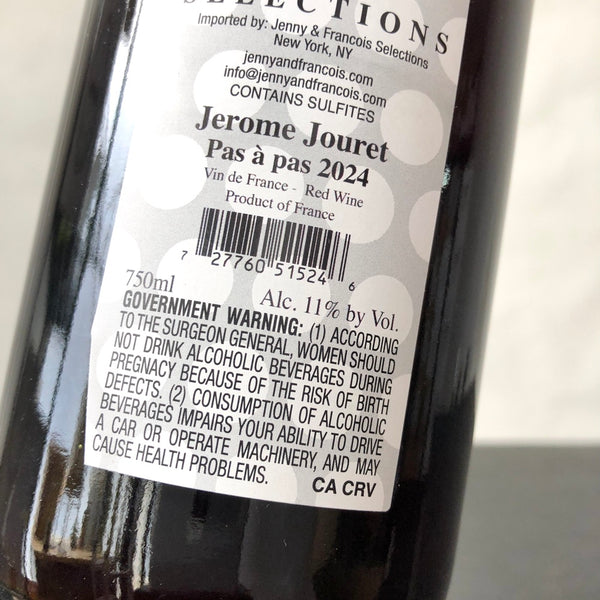 SELECTIONS
Imported by: Jenny & Francois Selections
New York, NY
jennyandfrancois.com
info@jennyandfrancois.com
CONTAINS SULFITES
Jerome Jouret
Pas à pas 2024
Vin de France - Red Wine
Product of France
7 27760 51524 6
750ml Alc. 11% by Vol.
GOVERNMENT WARNING: (1) ACCORDING
TO THE SURGEON GENERAL, WOMEN SHOULD
NOT DRINK ALCOHOLIC BEVERAGES DURING
PREGNACY BECAUSE OF THE RISK OF BIRTH
DEFECTS. (2) CONSUMPTION OF ALCOHOLIC
BEVERAGES IMPAIRS YOUR ABILITY TO DRIVE
A CAR OR OPERATE MACHINERY, AND MAY
CAUSE HEALTH PROBLEMS.
CA CRV